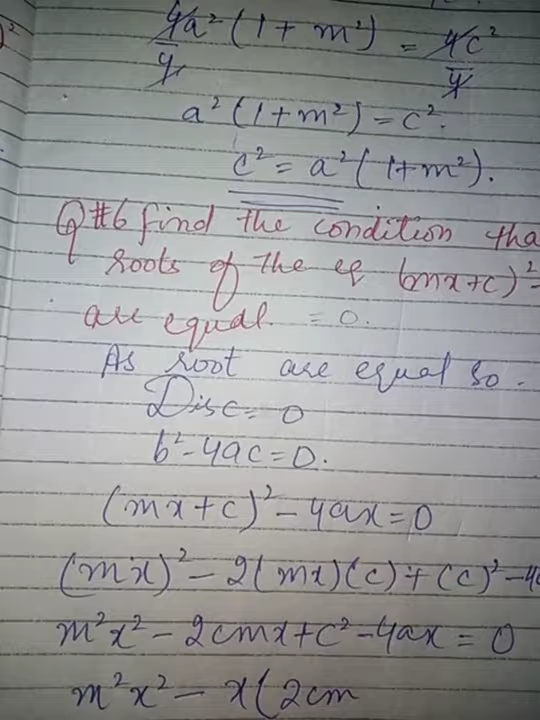 4a²(1+m²) = 4c²
4 4
a²(1+m²) = c².
c² = a²(1+m²).
Q#6 find the condition tha
roots of the eq (mx+c)²-
are equal = 0.
As root are equal so.
Disc = 0
b²-4ac=0.
(mx+c)²-4ax=0
(mx)²-2(mx)(c)+(c)²-4a
m²x²-2cmx+c²-4ax=0
m²x²-x(2cm